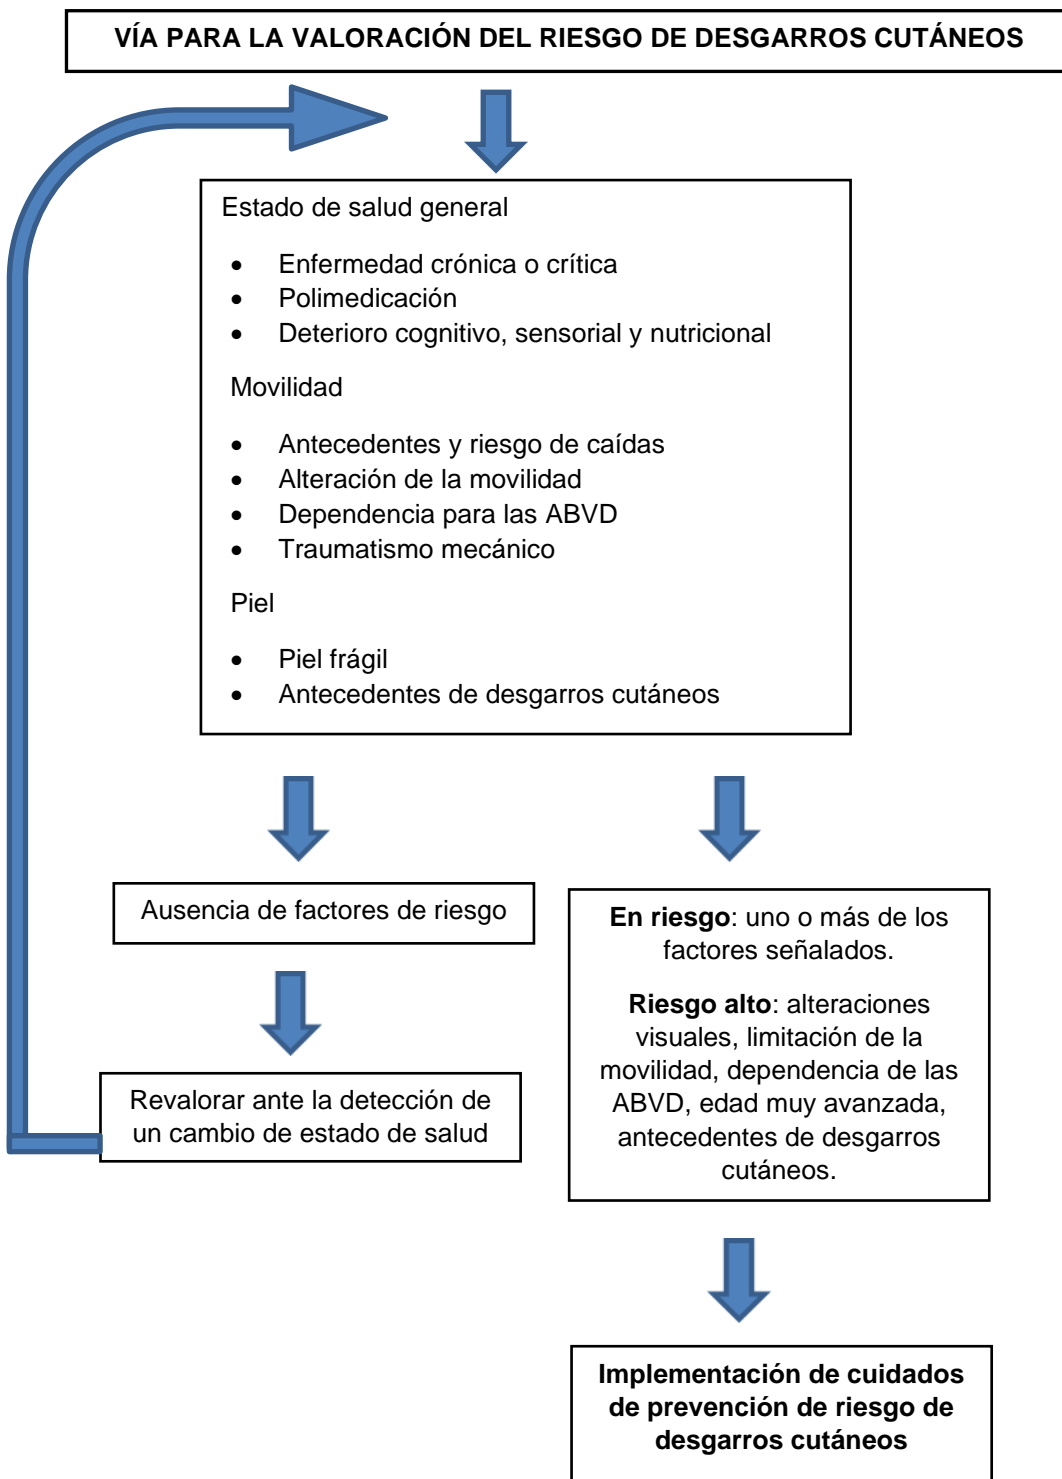 VÍA PARA LA VALORACIÓN DEL RIESGO DE DESGARROS CUTÁNEOS
Estado de salud general
• Enfermedad crónica o crítica
• Polimedicación
• Deterioro cognitivo, sensorial y nutricional
Movilidad
• Antecedentes y riesgo de caídas
• Alteración de la movilidad
• Dependencia para las ABVD
• Traumatismo mecánico
Piel
• Piel frágil
• Antecedentes de desgarros cutáneos
Ausencia de factores de riesgo
Revalorar ante la detección de
un cambio de estado de salud
En riesgo: uno o más de los
factores señalados.
Riesgo alto: alteraciones
visuales, limitación de la
movilidad, dependencia de las
ABVD, edad muy avanzada,
antecedentes de desgarros
cutáneos.
Implementación de cuidados
de prevención de riesgo de
desgarros cutáneos